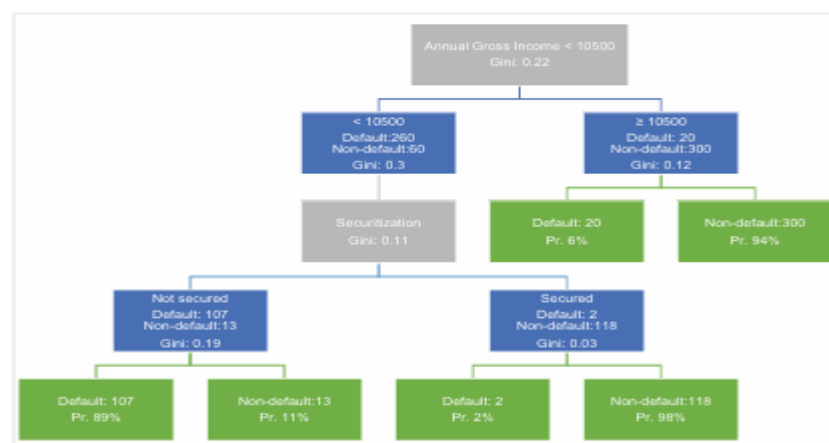 Annual Gross Income < 10500
Gini: 0.22
< 10500
Default:260
Non-default:60
Gini: 0.3
≥ 10500
Default: 20
Non-default:300
Gini: 0.12
Securitization
Gini: 0.11
Default: 20
Pr. 6%
Non-default:300
Pr. 94%
Not secured
Default: 107
Non-default:13
Gini: 0.19
Secured
Default: 2
Non-default:118
Gini: 0.03
Default: 107
Pr. 89%
Non-default:13
Pr. 11%
Default: 2
Pr. 2%
Non-default:118
Pr. 98%